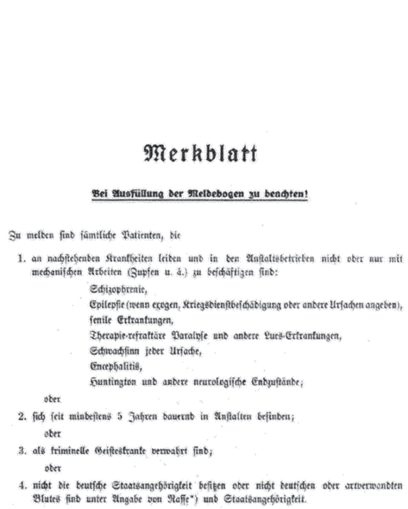 Merkblatt
Bei Ausfüllung der Meldebogen zu beachten!
Zu melden sind sämtliche Patienten, die
1. an nachstehenden Krankheiten leiden und in den Anstaltsbetrieben nicht oder nur mit
mechanischen Arbeiten (Zupfen u. ä.) zu beschäftigen sind:
Schizophrenie,
Epilepsie (wenn exogen, Kriegsdienstbeschädigung oder andere Ursachen angeben),
senile Erkrankungen,
Therapie-refraktäre Paralyse und andere Lues-Erkrankungen,
Schwachsinn jeder Ursache,
Encephalitis,
Huntington und andere neurologische Endzustände;
oder
2. sich seit mindestens 5 Jahren dauernd in Anstalten befinden;
oder
3. als kriminelle Geisteskranke verwahrt sind;
oder
4. nicht die deutsche Staatsangehörigkeit besitzen oder nicht deutschen oder artverwandten
Blutes sind unter Angabe von Rasse*) und Staatsangehörigkeit.